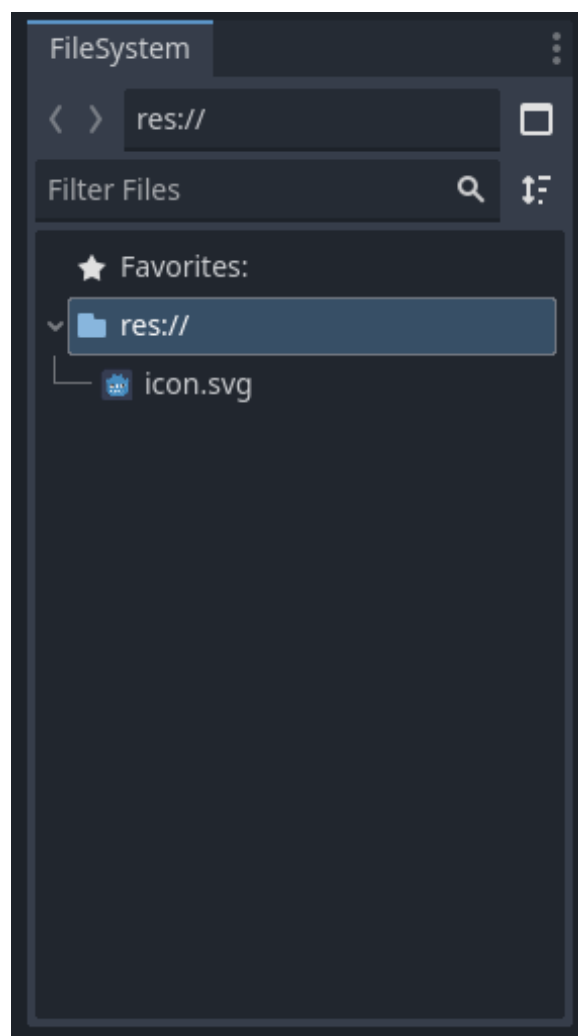 FileSystem
res://
Filter Files
Favorites:
res://
icon.svg